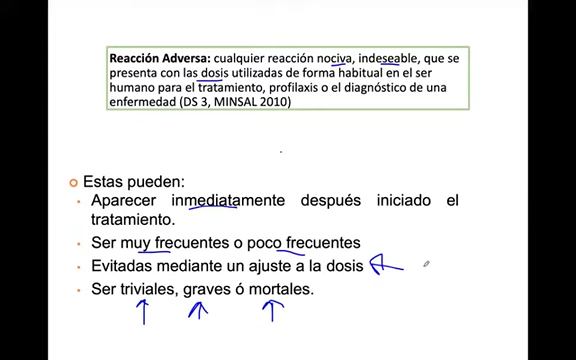 Reacción Adversa: cualquier reacción nociva, indeseable, que se
presenta con las dosis utilizadas de forma habitual en el ser
humano para el tratamiento, profilaxis o el diagnóstico de una
enfermedad (DS 3, MINSAL 2010)
Estas pueden:
Aparecer inmediatamente después iniciado el
tratamiento.
Ser muy frecuentes o poco frecuentes
Evitadas mediante un ajuste a la dosis
Ser triviales, graves ó mortales.